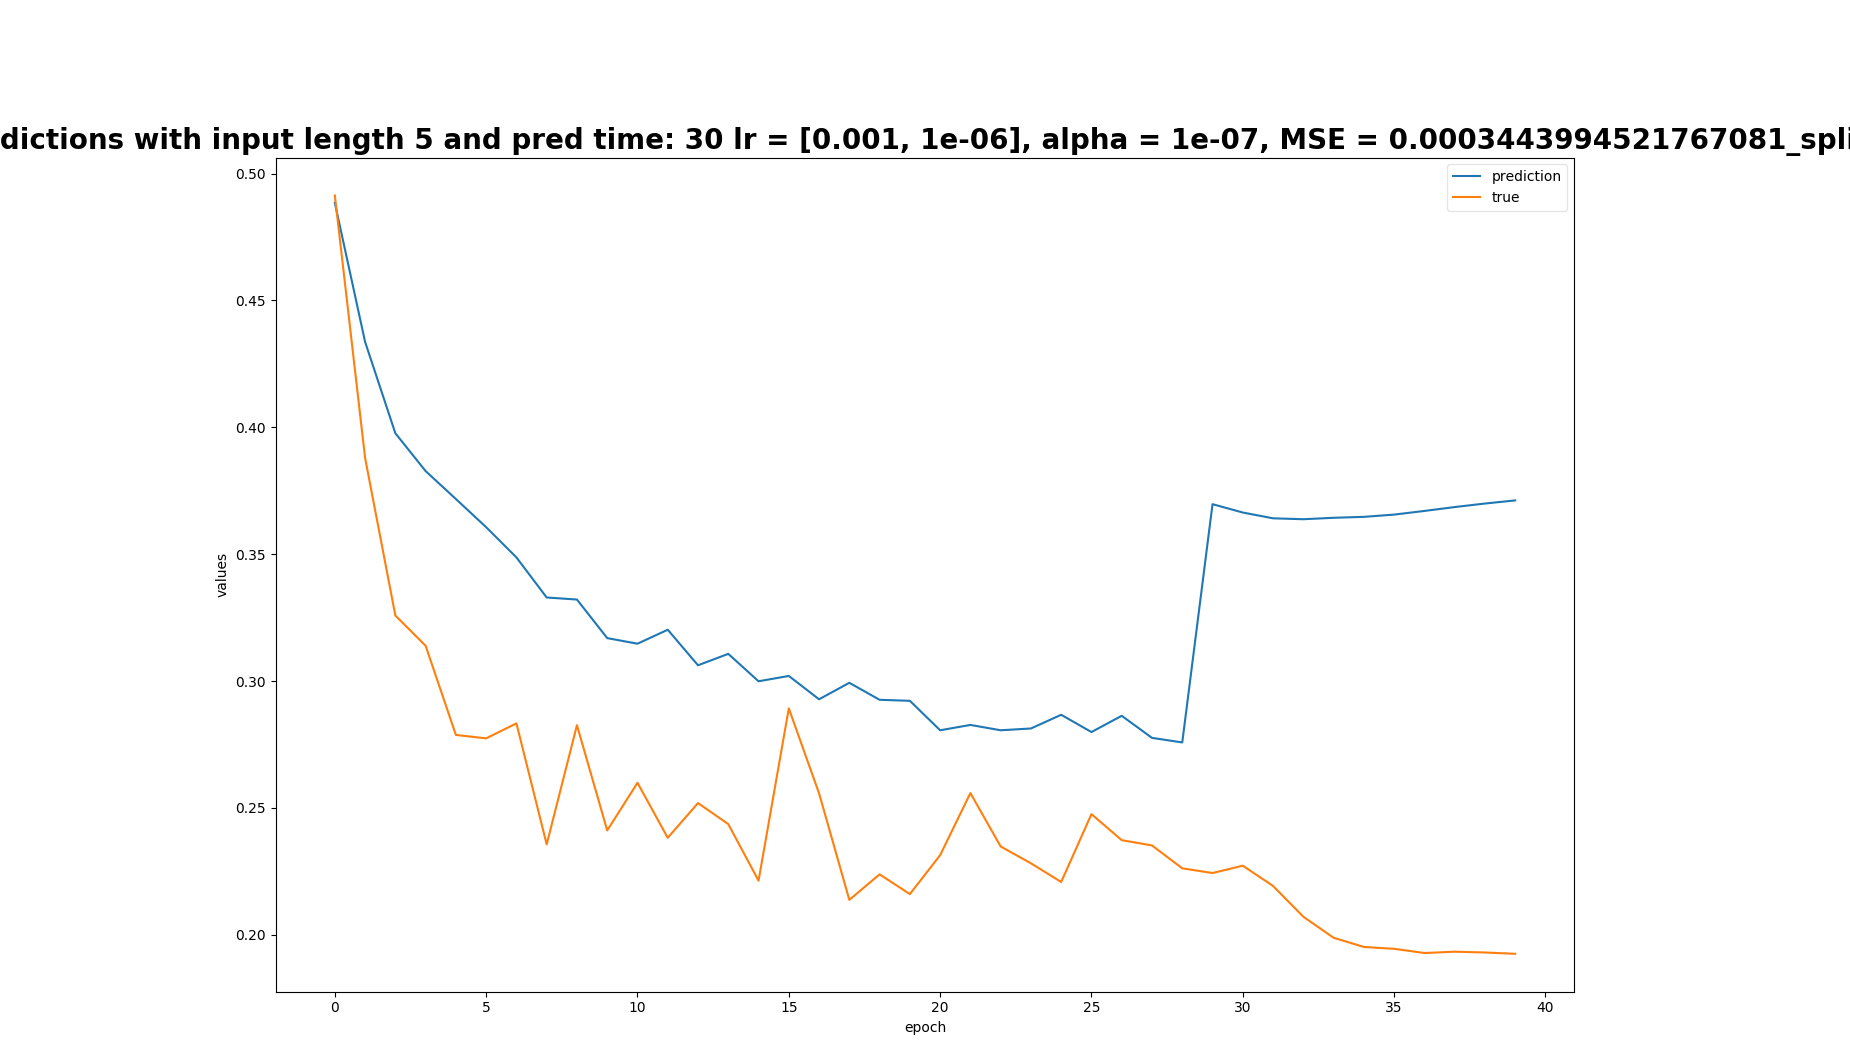 dictions with input length 5 and pred time: 30 lr = [0.001, 1e-06], alpha = 1e-07, MSE = 0.0003443994521767081_spli
prediction
true
0.50
0.45
0.40
0.35
0.30
0.25
0.20
values
0 5 10 15 20 25 30 35 40
epoch